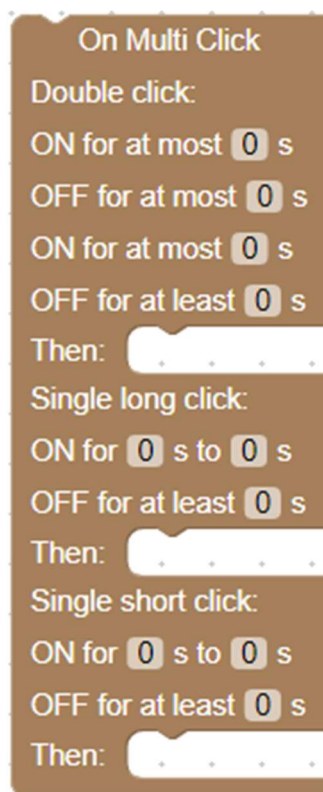 On Multi Click
Double click:
ON for at most 0 s
OFF for at most 0 s
ON for at most 0 s
OFF for at least 0 s
Then:
Single long click:
ON for 0 s to 0 s
OFF for at least 0 s
Then:
Single short click:
ON for 0 s to 0 s
OFF for at least 0 s
Then: